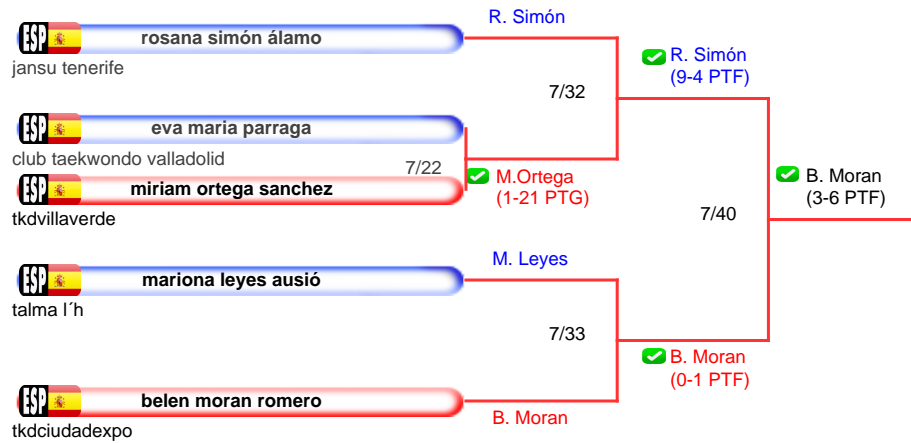 R. Simón
ESP rosana simón álamo
jansu tenerife
R. Simón
(9-4 PTF)
7/32
ESP eva maria parraga
club taekwondo valladolid
7/22
M.Ortega
(1-21 PTG)
ESP miriam ortega sanchez
tkdvillaverde
B. Moran
(3-6 PTF)
7/40
M. Leyes
ESP mariona leyes ausió
talma l´h
7/33
B. Moran
(0-1 PTF)
ESP belen moran romero
B. Moran
tkdciudadexpo